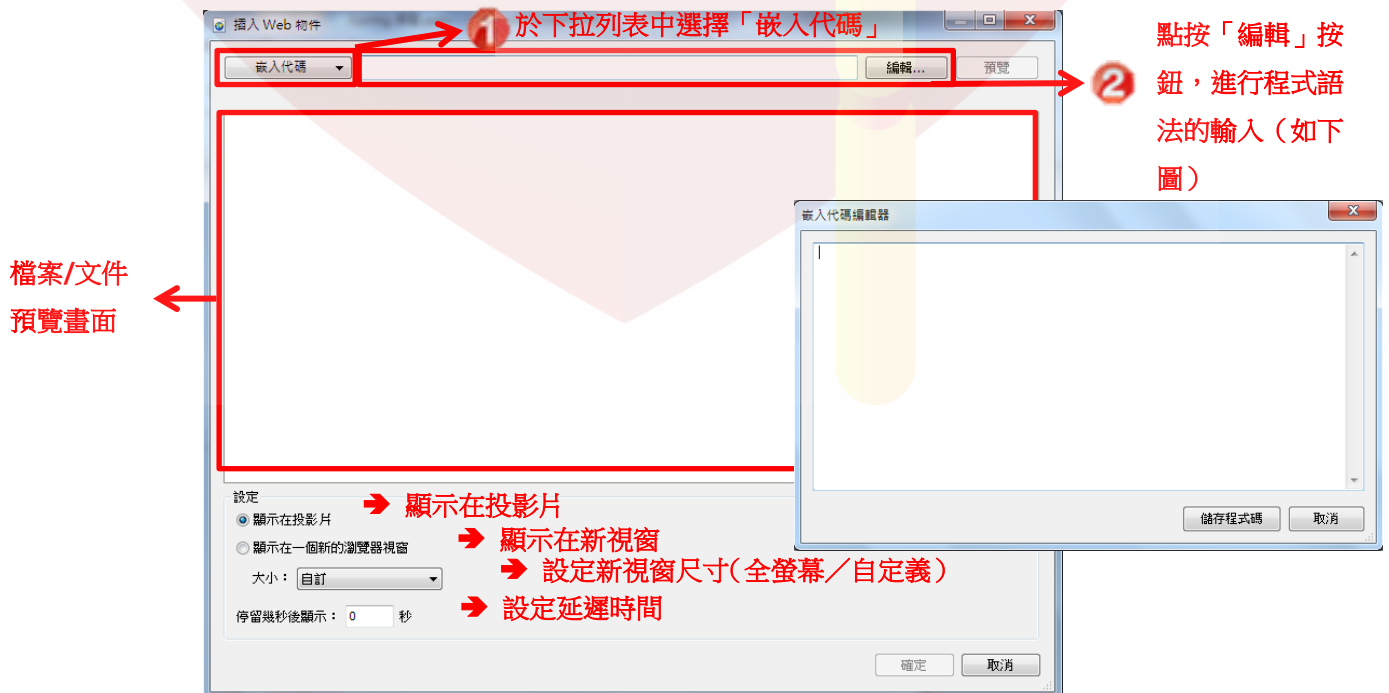 插入 Web 物件
1 於下拉列表中選擇「嵌入代碼」
嵌入代碼
編輯...
預覽
2 點按「編輯」按
鈕，進行程式語
法的輸入（如下
圖）
檔案/文件
預覽畫面
嵌入代碼編輯器
儲存程式碼
取消
設定
顯示在投影片
顯示在投影片
顯示在一個新的瀏覽器視窗
顯示在新視窗
大小： 自訂
設定新視窗尺寸(全螢幕／自定義)
停留幾秒後顯示： 0 秒
設定延遲時間
確定
取消